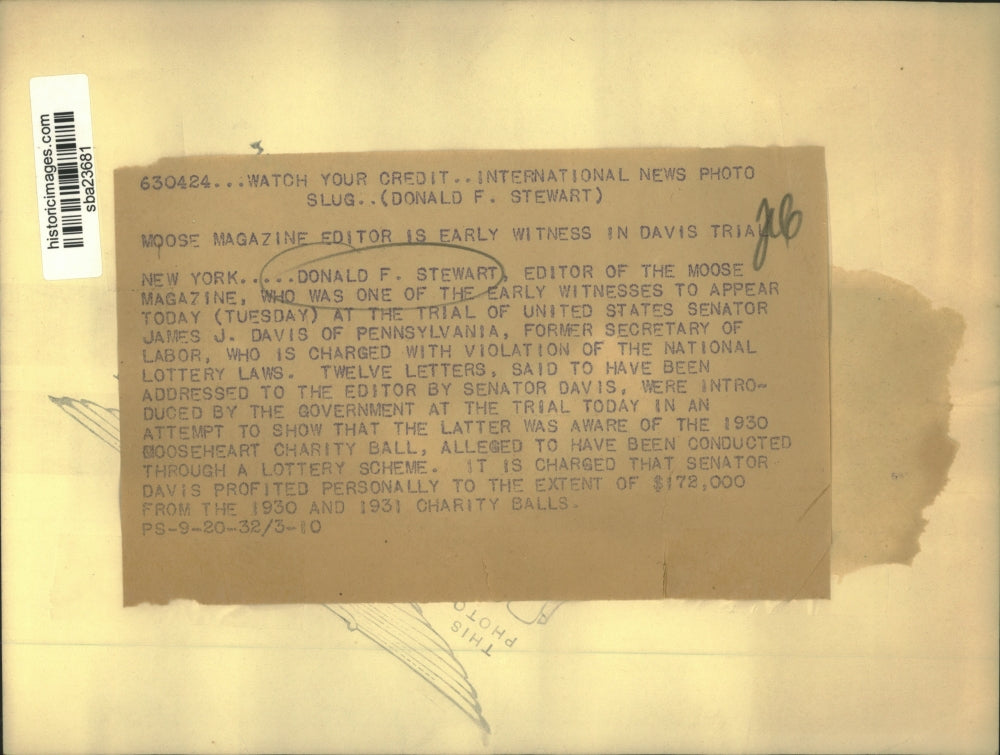 historicimages.com
sba23681
630424...WATCH YOUR CREDIT..INTERNATIONAL NEWS PHOTO
SLUG..(DONALD F. STEWART)
MOOSE MAGAZINE EDITOR IS EARLY WITNESS IN DAVIS TRIA
NEW YORK.....DONALD F. STEWART, EDITOR OF THE MOOSE
MAGAZINE, WHO WAS ONE OF THE EARLY WITNESSES TO APPEAR
TODAY (TUESDAY) AT THE TRIAL OF UNITED STATES SENATOR
JAMES J. DAVIS OF PENNSYLVANIA, FORMER SECRETARY OF
LABOR, WHO IS CHARGED WITH VIOLATION OF THE NATIONAL
LOTTERY LAWS. TWELVE LETTERS, SAID TO HAVE BEEN
ADDRESSED TO THE EDITOR BY SENATOR DAVIS, WERE INTRO-
DUCED BY THE GOVERNMENT AT THE TRIAL TODAY IN AN
ATTEMPT TO SHOW THAT THE LATTER WAS AWARE OF THE 1930
MOOSEHEART CHARITY BALL, ALLEGED TO HAVE BEEN CONDUCTED
THROUGH A LOTTERY SCHEME. IT IS CHARGED THAT SENATOR
DAVIS PROFITED PERSONALLY TO THE EXTENT OF $172,000
FROM THE 1930 AND 1931 CHARITY BALLS.
PS-9-20-32/3-10
THIS
PHOTO